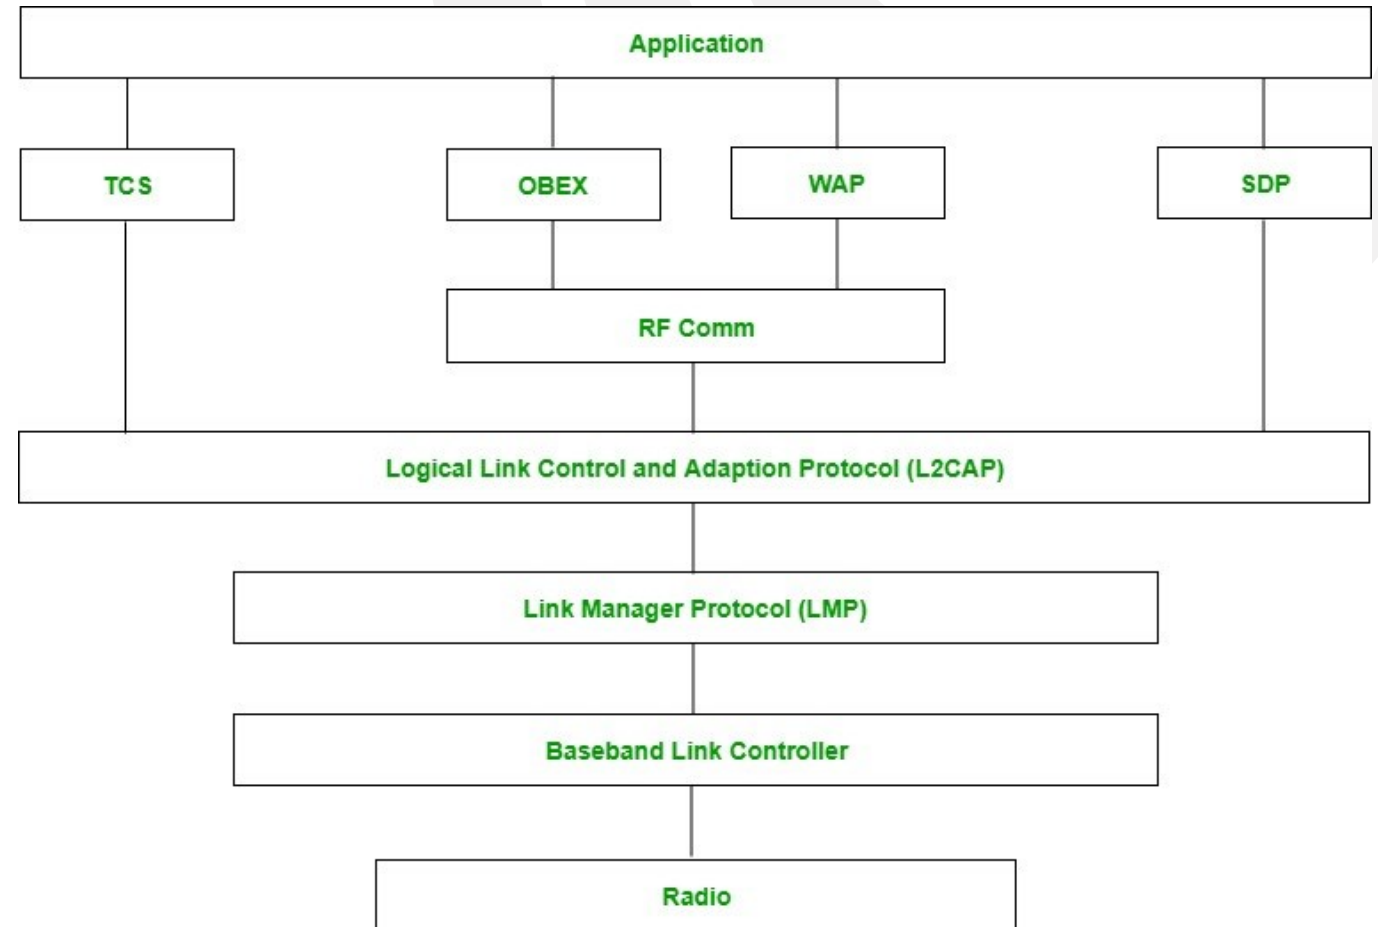 Application
TCS
OBEX
WAP
SDP
RF Comm
Logical Link Control and Adaption Protocol (L2CAP)
Link Manager Protocol (LMP)
Baseband Link Controller
Radio